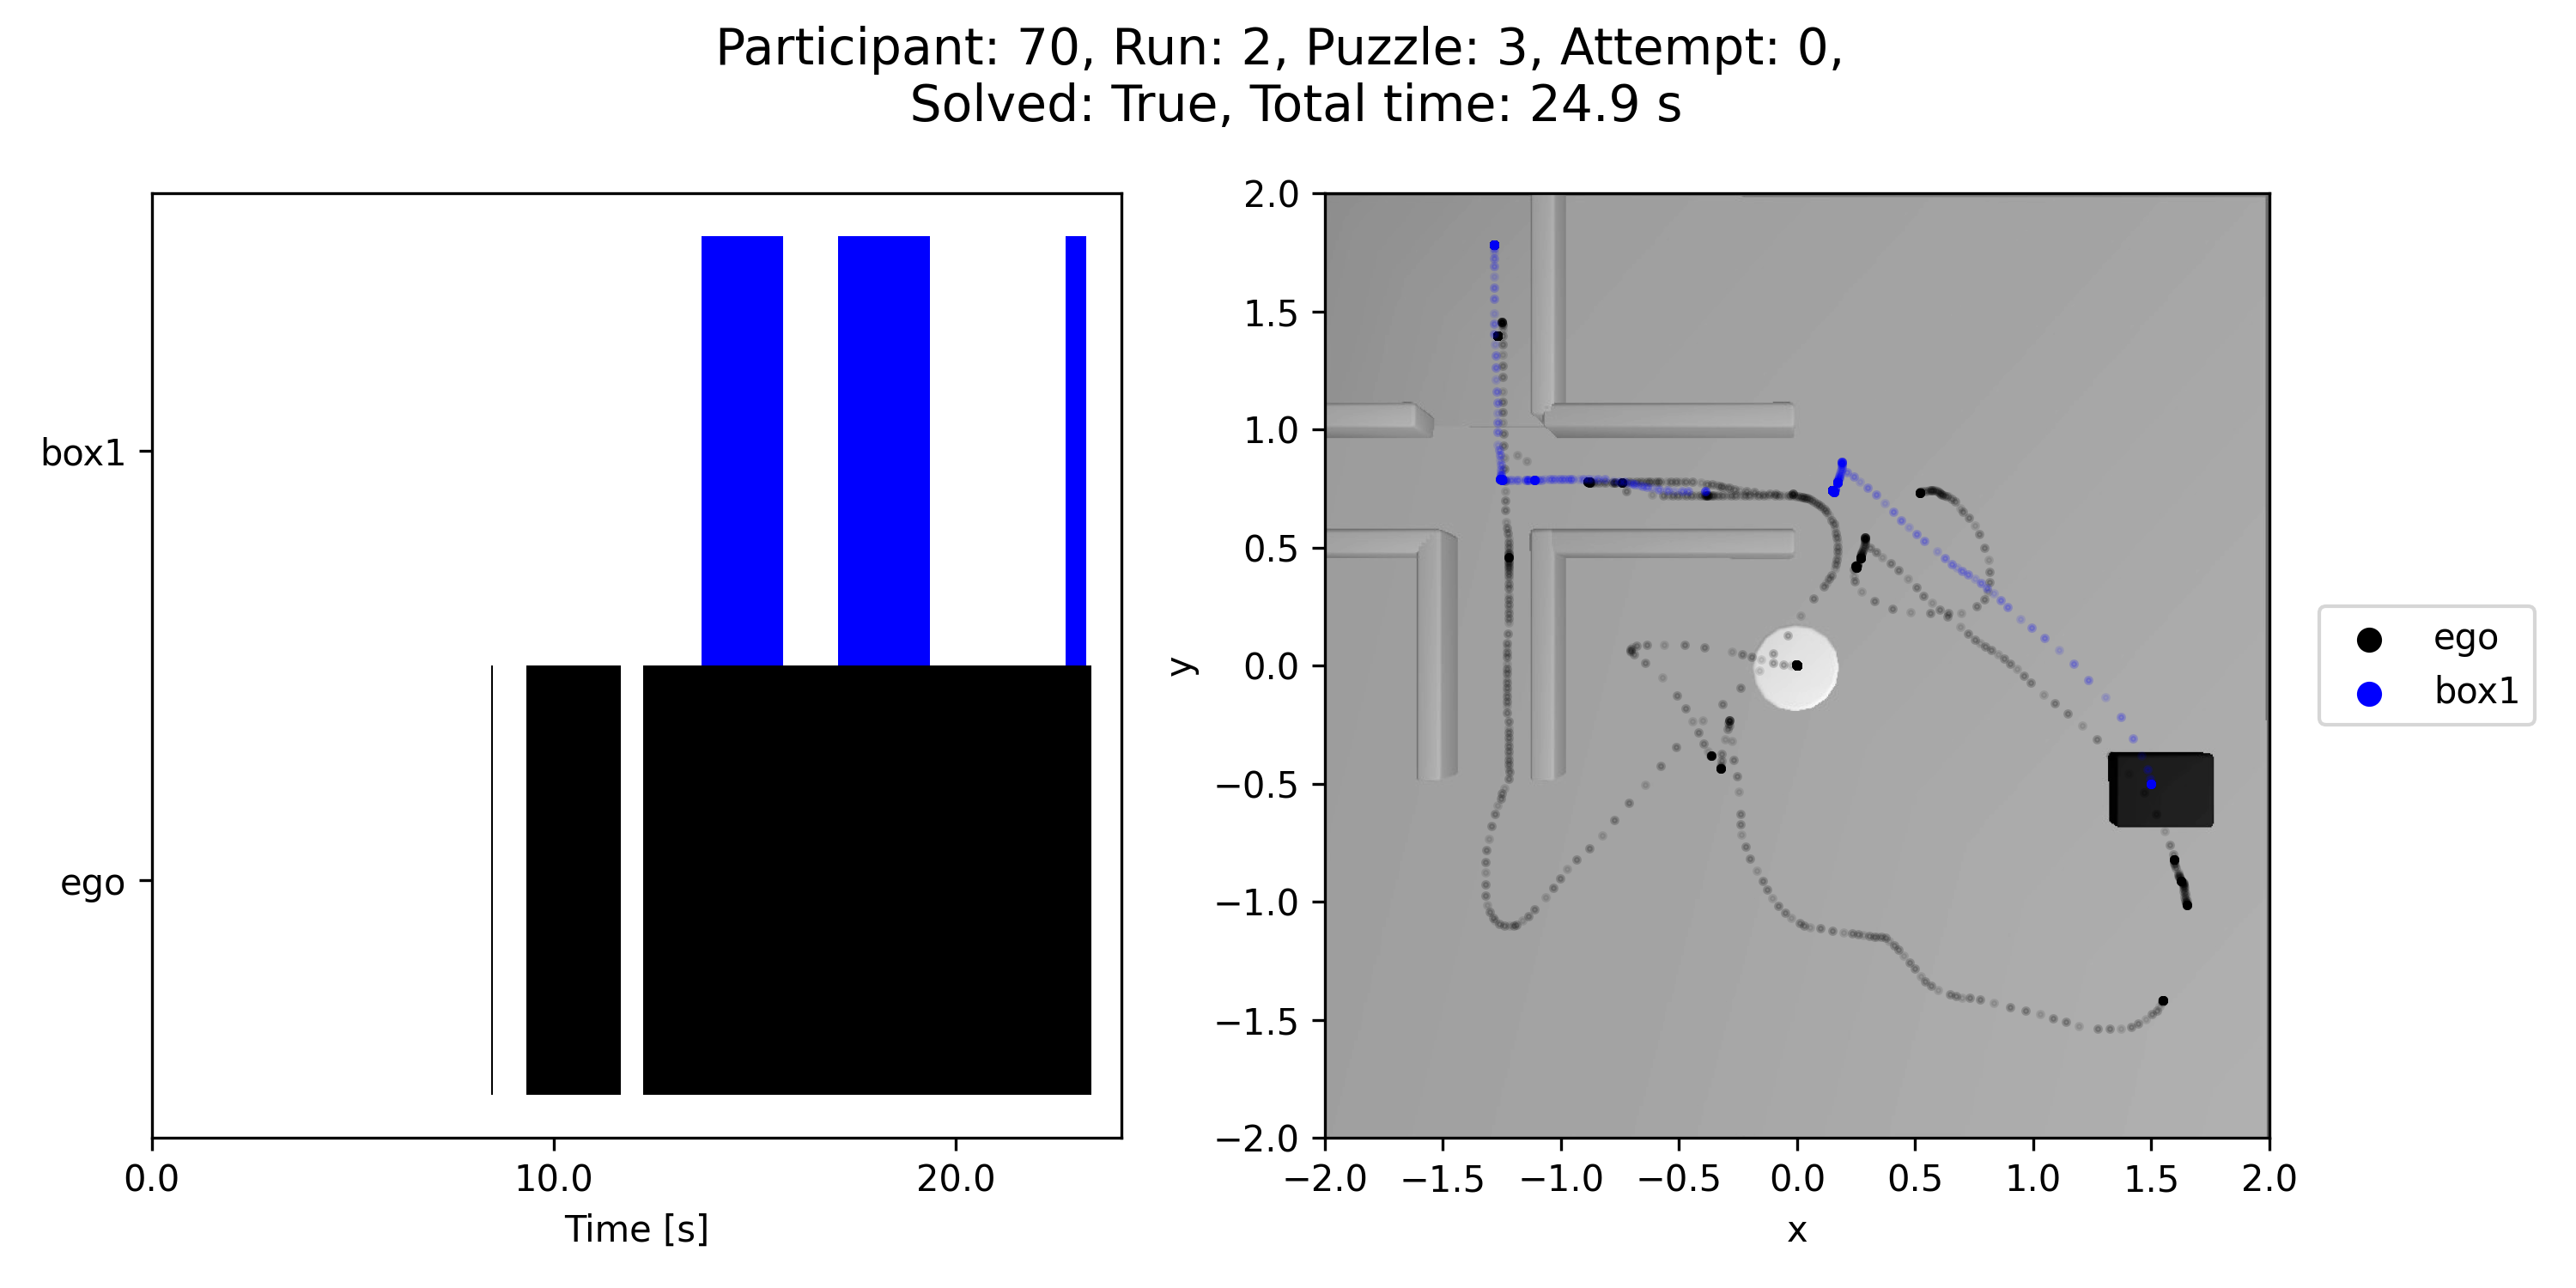 Participant: 70, Run: 2, Puzzle: 3, Attempt: 0,
Solved: True, Total time: 24.9 s
box1
ego
0.0
10.0
20.0
Time [s]
2.0
1.5
1.0
0.5
0.0
−0.5
−1.0
−1.5
−2.0
y
−2.0
−1.5
−1.0
−0.5
0.0
0.5
1.0
1.5
2.0
x
ego
box1